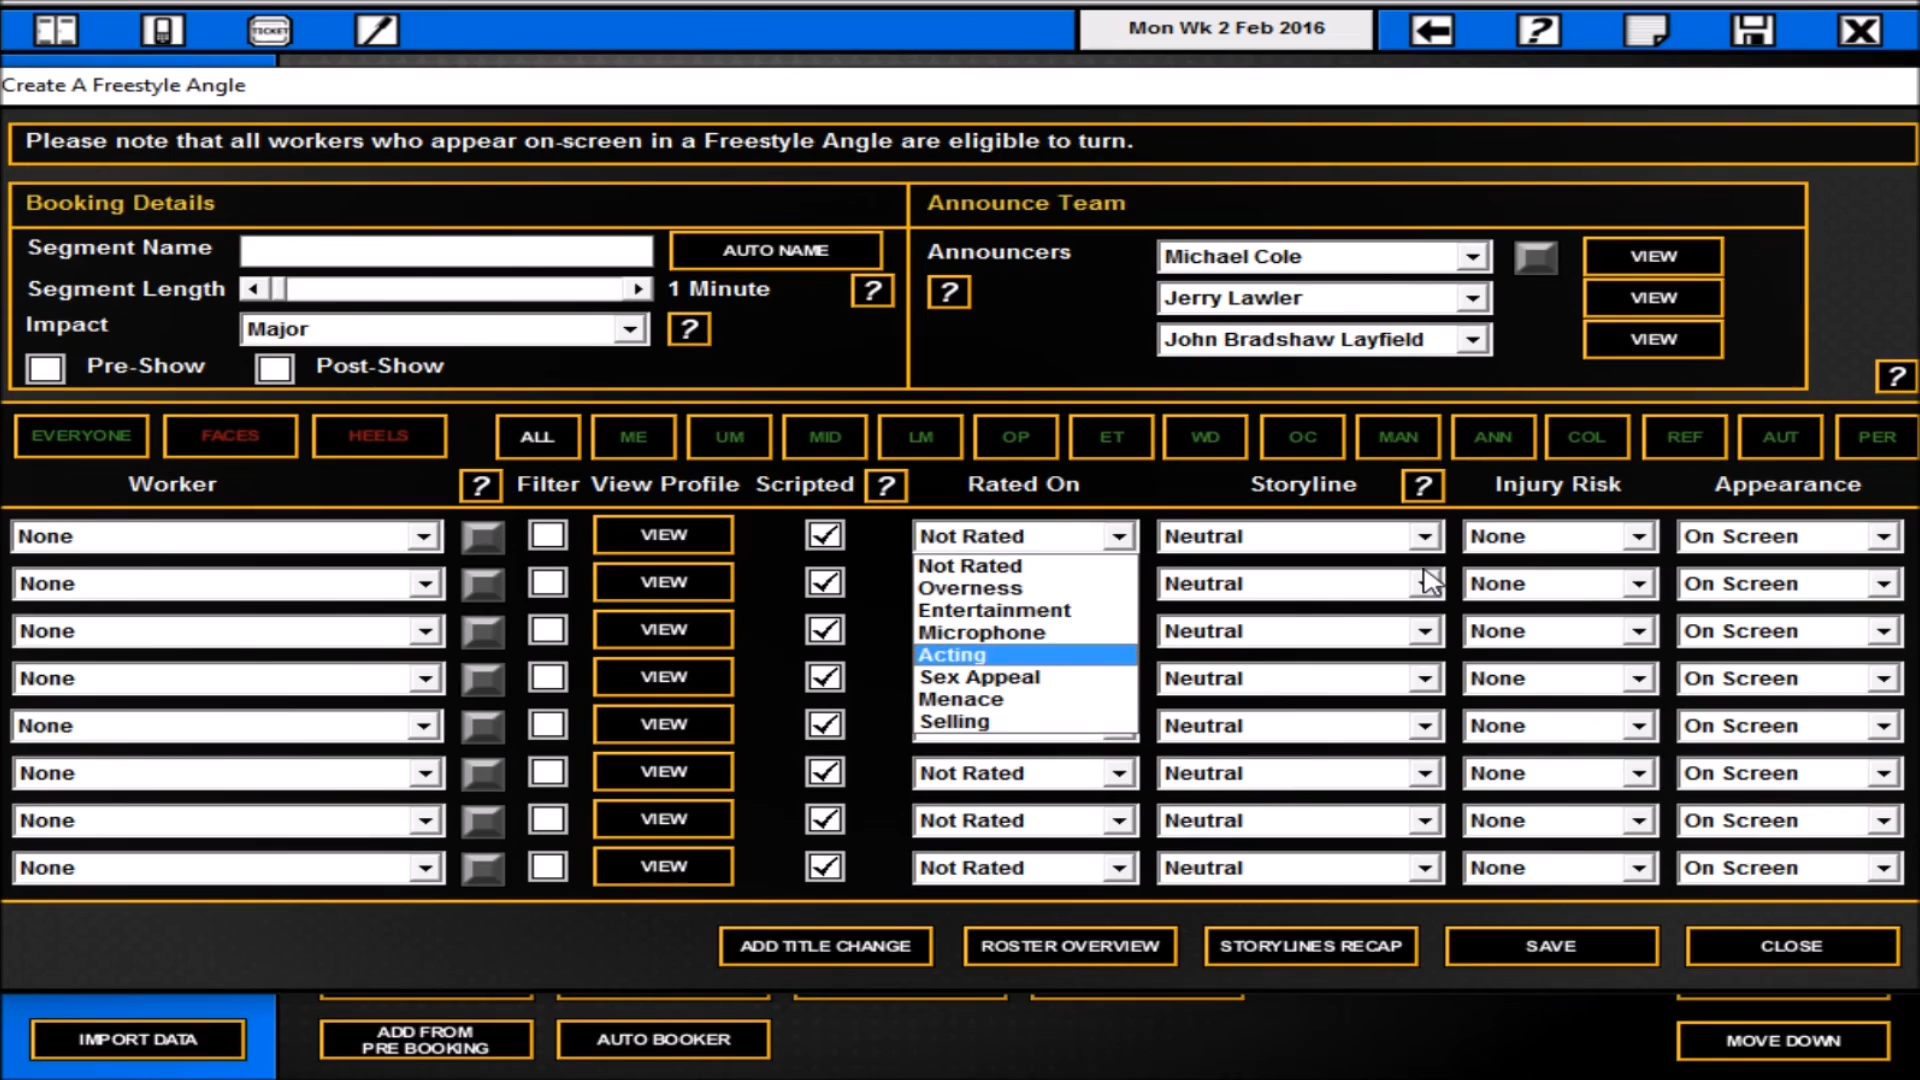 TICKET
Mon Wk 2 Feb 2016
?
X
Create A Freestyle Angle
Please note that all workers who appear on-screen in a Freestyle Angle are eligible to turn.
Booking Details
Announce Team
Segment Name
AUTO NAME
Announcers
Michael Cole
VIEW
Segment Length
1 Minute
?
?
Jerry Lawler
VIEW
Impact
Major
?
John Bradshaw Layfield
VIEW
Pre-Show
Post-Show
?
EVERYONE FACES HEELS ALL ME UM MID LM OP ET WD OC MAN ANN COL REF AUT PER
Worker ? Filter View Profile Scripted ? Rated On Storyline ? Injury Risk Appearance
None VIEW Not Rated Neutral None On Screen
Not Rated
None VIEW Overness Neutral None On Screen
Entertainment
None VIEW Microphone Neutral None On Screen
Acting
None VIEW Sex Appeal Neutral None On Screen
Menace
None VIEW Selling Neutral None On Screen
None VIEW Not Rated Neutral None On Screen
None VIEW Not Rated Neutral None On Screen
None VIEW Not Rated Neutral None On Screen
ADD TITLE CHANGE ROSTER OVERVIEW STORYLINES RECAP SAVE CLOSE
IMPORT DATA
ADD FROM
PRE BOOKING
AUTO BOOKER
MOVE DOWN